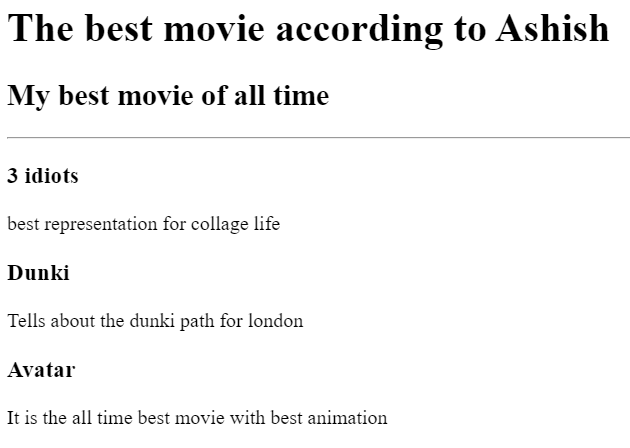 The best movie according to Ashish
My best movie of all time
3 idiots
best representation for collage life
Dunki
Tells about the dunki path for london
Avatar
It is the all time best movie with best animation